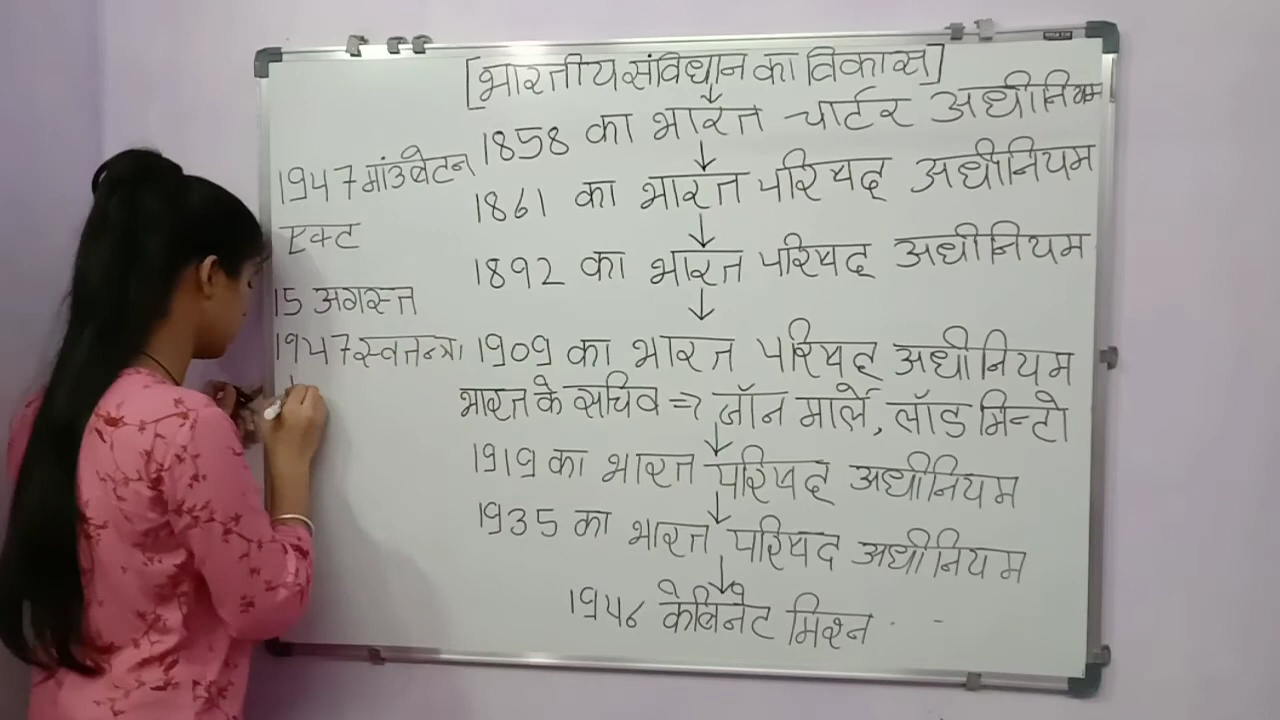 [भारतीय संविधान का विकास]
1858 का भारत चार्टर अधीनियम
1861 का भारत परिषद् अधीनियम
1892 का भारत परिषद् अधीनियम
1909 का भारत परिषद् अधीनियम
भारत के सचिव => जॉन मार्ले, लॉड मिन्टो
1919 का भारत परिषद् अधीनियम
1935 का भारत परिषद अधीनियम
1946 केबिनेट मिश्न
1947 मांउबेटन
एक्ट
15 अगस्त
1947 स्वतन्त्रा